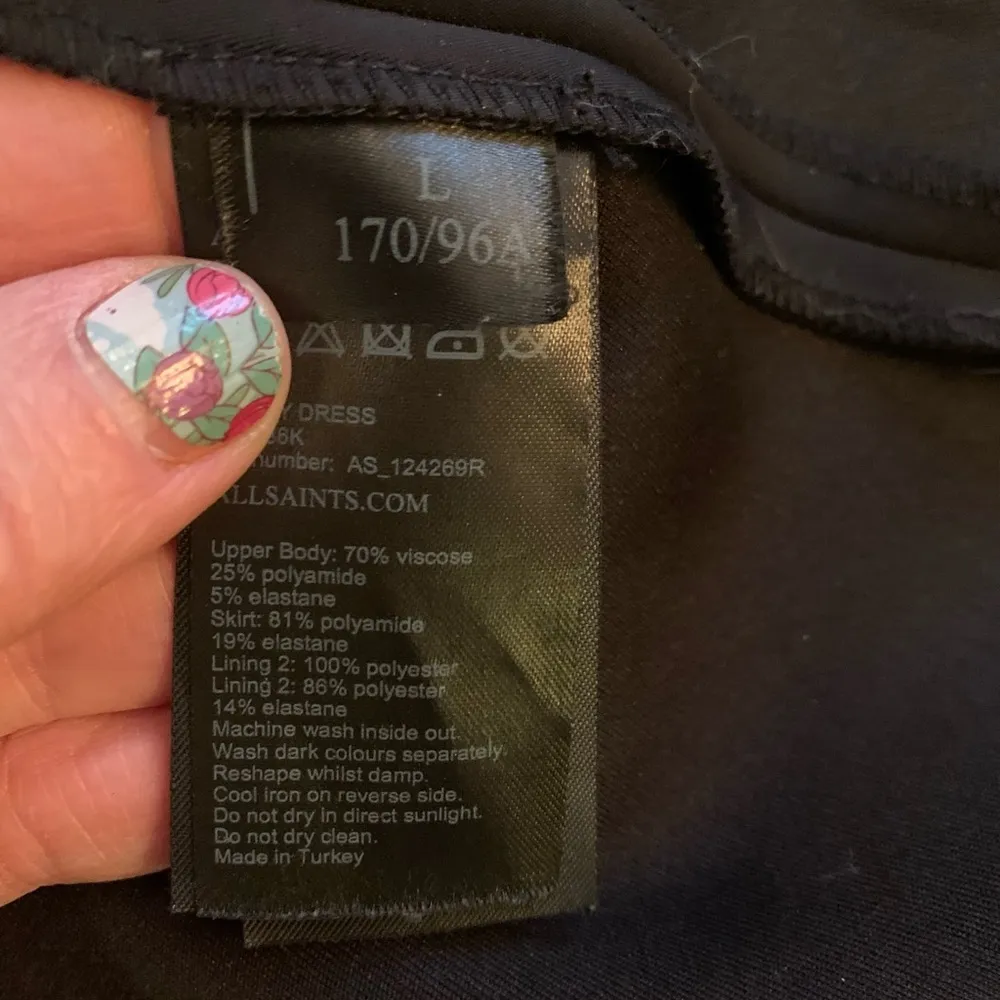 L
170/96A
Y DRESS
36K
number: AS_124269R
ALLSAINTS.COM
Upper Body: 70% viscose
25% polyamide
5% elastane
Skirt: 81% polyamide
19% elastane
Lining 2: 100% polyester
Lining 2: 86% polyester
14% elastane
Machine wash inside out.
Wash dark colours separately.
Reshape whilst damp.
Cool iron on reverse side.
Do not dry in direct sunlight.
Do not dry clean.
Made in Turkey